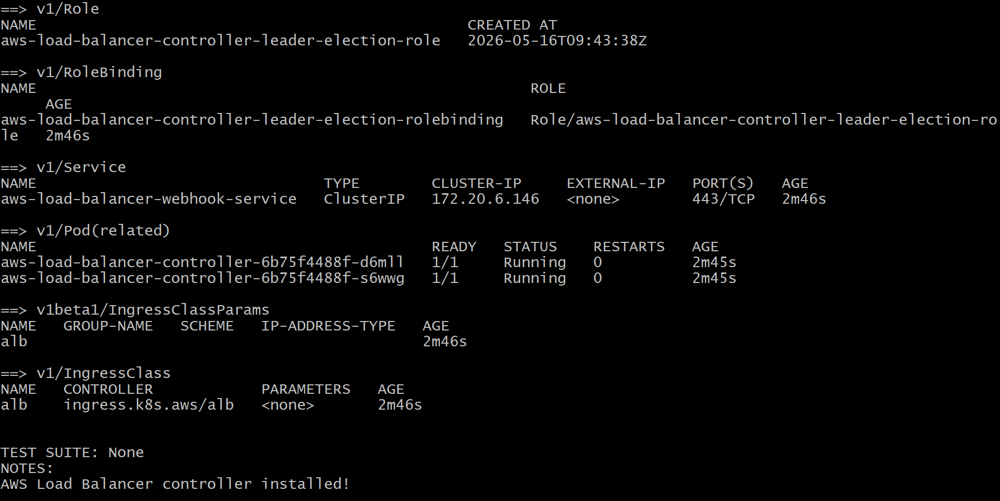 ==> v1/Role
NAME                                                CREATED AT
aws-load-balancer-controller-leader-election-role   2026-05-16T09:43:38Z

==> v1/RoleBinding
NAME                                                       ROLE
     AGE
aws-load-balancer-controller-leader-election-rolebinding   Role/aws-load-balancer-controller-leader-election-ro
le   2m46s

==> v1/Service
NAME                                TYPE        CLUSTER-IP     EXTERNAL-IP   PORT(S)   AGE
aws-load-balancer-webhook-service   ClusterIP   172.20.6.146   <none>        443/TCP   2m46s

==> v1/Pod(related)
NAME                                            READY   STATUS    RESTARTS   AGE
aws-load-balancer-controller-6b75f4488f-d6mll   1/1     Running   0          2m45s
aws-load-balancer-controller-6b75f4488f-s6wwg   1/1     Running   0          2m45s

==> v1beta1/IngressClassParams
NAME   GROUP-NAME   SCHEME   IP-ADDRESS-TYPE   AGE
alb                                            2m46s

==> v1/IngressClass
NAME   CONTROLLER            PARAMETERS   AGE
alb    ingress.k8s.aws/alb   <none>       2m46s


TEST SUITE: None
NOTES:
AWS Load Balancer controller installed!